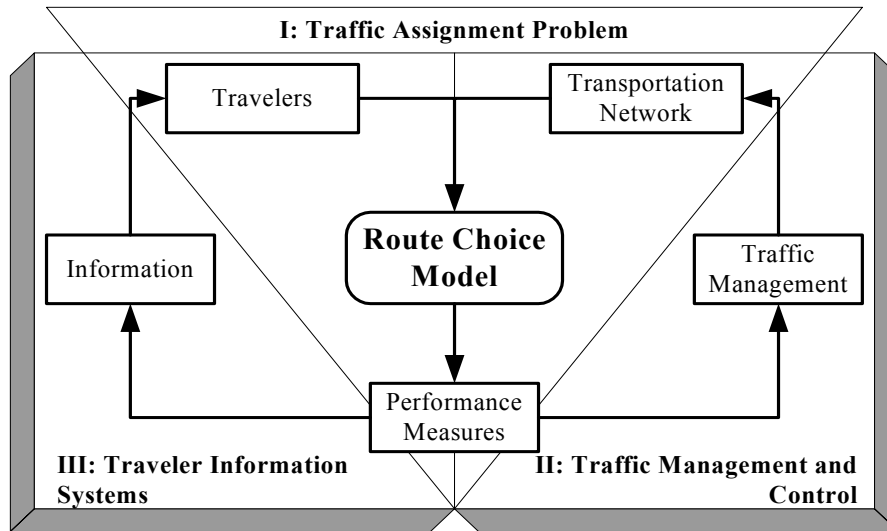 I: Traffic Assignment Problem
Travelers
Transportation
Network
Route Choice
Model
Information
Traffic
Management
Performance
Measures
III: Traveler Information
Systems
II: Traffic Management and
Control